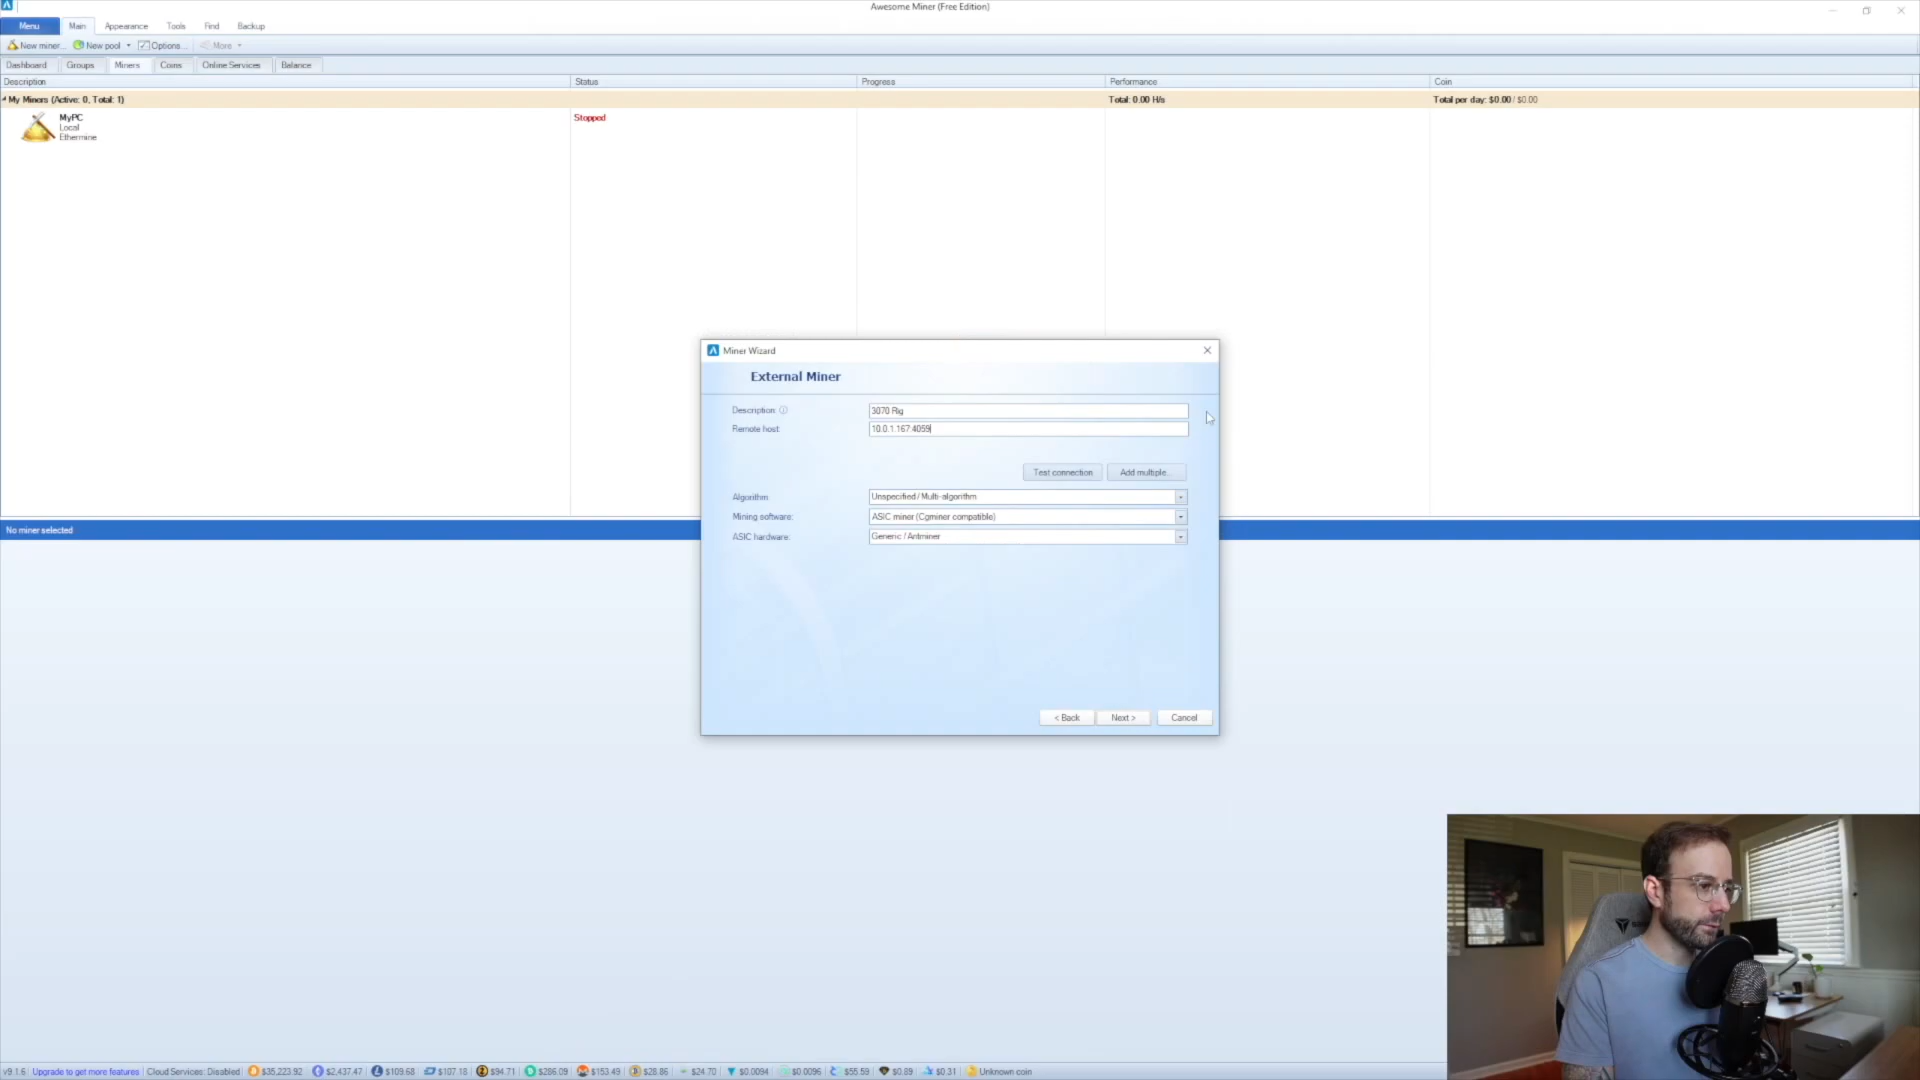 Awesome Miner (Free Edition)
Menu Main Appearance Tools Find Backup
New miner... New pool Options... More
Dashboard Groups Miners Coins Online Services Balance
Description Status Progress Performance Coin
My Miners (Active: 0, Total: 1) Total: 0.00 H/s Total per day: $0.00 / $0.00
MyPC Stopped
Local
Ethermine
Miner Wizard
External Miner
Description: 3070 Rig
Remote host: 10.0.1.167:4059
Test connection Add multiple...
Algorithm Unspecified / Multi-algorithm
Mining software: ASIC miner (Cgminer compatible)
ASIC hardware: Generic / Antminer
< Back Next > Cancel
No miner selected
v9.1.6 Upgrade to get more features Cloud Services: Disabled $35,223.92 $2,437.47 $109.68 $107.18 $94.71 $286.09 $153.49 $28.86 $24.70 $0.0094 $0.0096 $55.59 $0.89 $0.31 Unknown coin